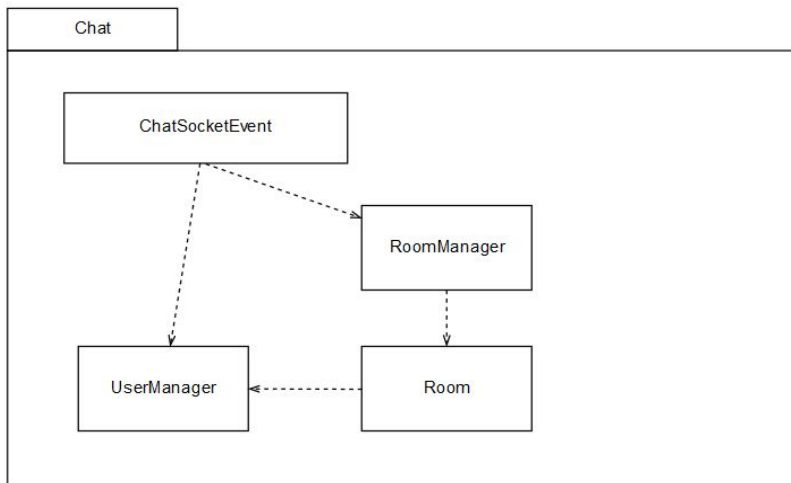 Chat
ChatSocketEvent
RoomManager
UserManager
Room